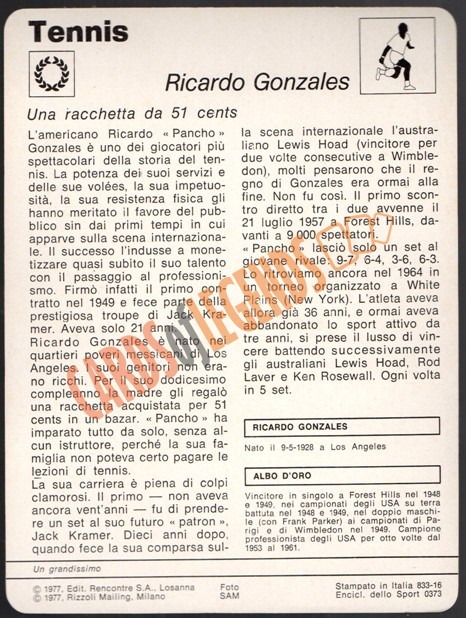 Tennis
Ricardo Gonzales
Una racchetta da 51 cents
L'americano Ricardo «Pancho»
Gonzales è uno dei giocatori più
spettacolari della storia del ten-
nis. La potenza dei suoi servizi e
delle sue volées, la sua impetuo-
sità, la sua resistenza fisica gli
hanno meritato il favore del pub-
blico sin dai primi tempi in cui
apparve sulla scena internaziona-
le. Il successo l'indusse a mone-
tizzare quasi subito il suo talento
con il passaggio al professioni-
smo. Firmò infatti il primo con-
tratto nel 1949 e fece parte della
prestigiosa troupe di Jack Kra-
mer. Aveva solo 21 anni.
Ricardo Gonzales è nato nei
quartieri poveri messicani di Los
Angeles. I suoi genitori non era-
no ricchi. Per il suo dodicesimo
compleanno la madre gli regalò
una racchetta acquistata per 51
cents in un bazar. «Pancho» ha
imparato tutto da solo, senza al-
cun istruttore, perché la sua fa-
miglia non poteva certo pagare le
lezioni di tennis.
La sua carriera è piena di colpi
clamorosi. Il primo — non aveva
ancora vent'anni — fu di prende-
re un set al suo futuro «patron»,
Jack Kramer. Dieci anni dopo,
quando fece la sua comparsa sul-
la scena internazionale l'austra-
liano Lewis Hoad (vincitore per
due volte consecutive a Wimble-
don), molti pensarono che il re-
gno di Gonzales era ormai alla
fine. Non fu così. Il primo scon-
tro diretto tra i due avvenne il
21 luglio 1957 a Forest Hills, da-
vanti a 9 000 spettatori.
«Pancho» lasciò solo un set al
giovane rivale: 9-7, 6-4, 3-6, 6-3.
Lo ritroviamo ancora nel 1964 in
un torneo organizzato a White
Plains (New York). L'atleta aveva
già 36 anni, e ormai aveva
abbandonato lo sport attivo da
tre anni, si prese il lusso di vin-
cere battendo successivamente
gli australiani Lewis Hoad, Rod
Laver e Ken Rosewall. Ogni volta
in 5 set.
RICARDO GONZALES
Nato il 9-5-1928 a Los Angeles
ALBO D'ORO
Vincitore in singolo a Forest Hills nel 1948
e 1949, nei campionati degli USA su terra
battuta nel 1948 e 1949, nel doppio maschi-
le (con Frank Parker) ai campionati di Pa-
rigi e di Wimbledon nel 1949. Campione
professionista degli USA per otto volte dal
1953 al 1961.
Un grandissimo
© 1977, Edit. Rencontre S.A., Losanna
© 1977, Rizzoli Mailing, Milano
Foto
SAM
Stampato in Italia 833-16
Encicl. dello Sport 0373
CARDS OF LEGENDS.EX